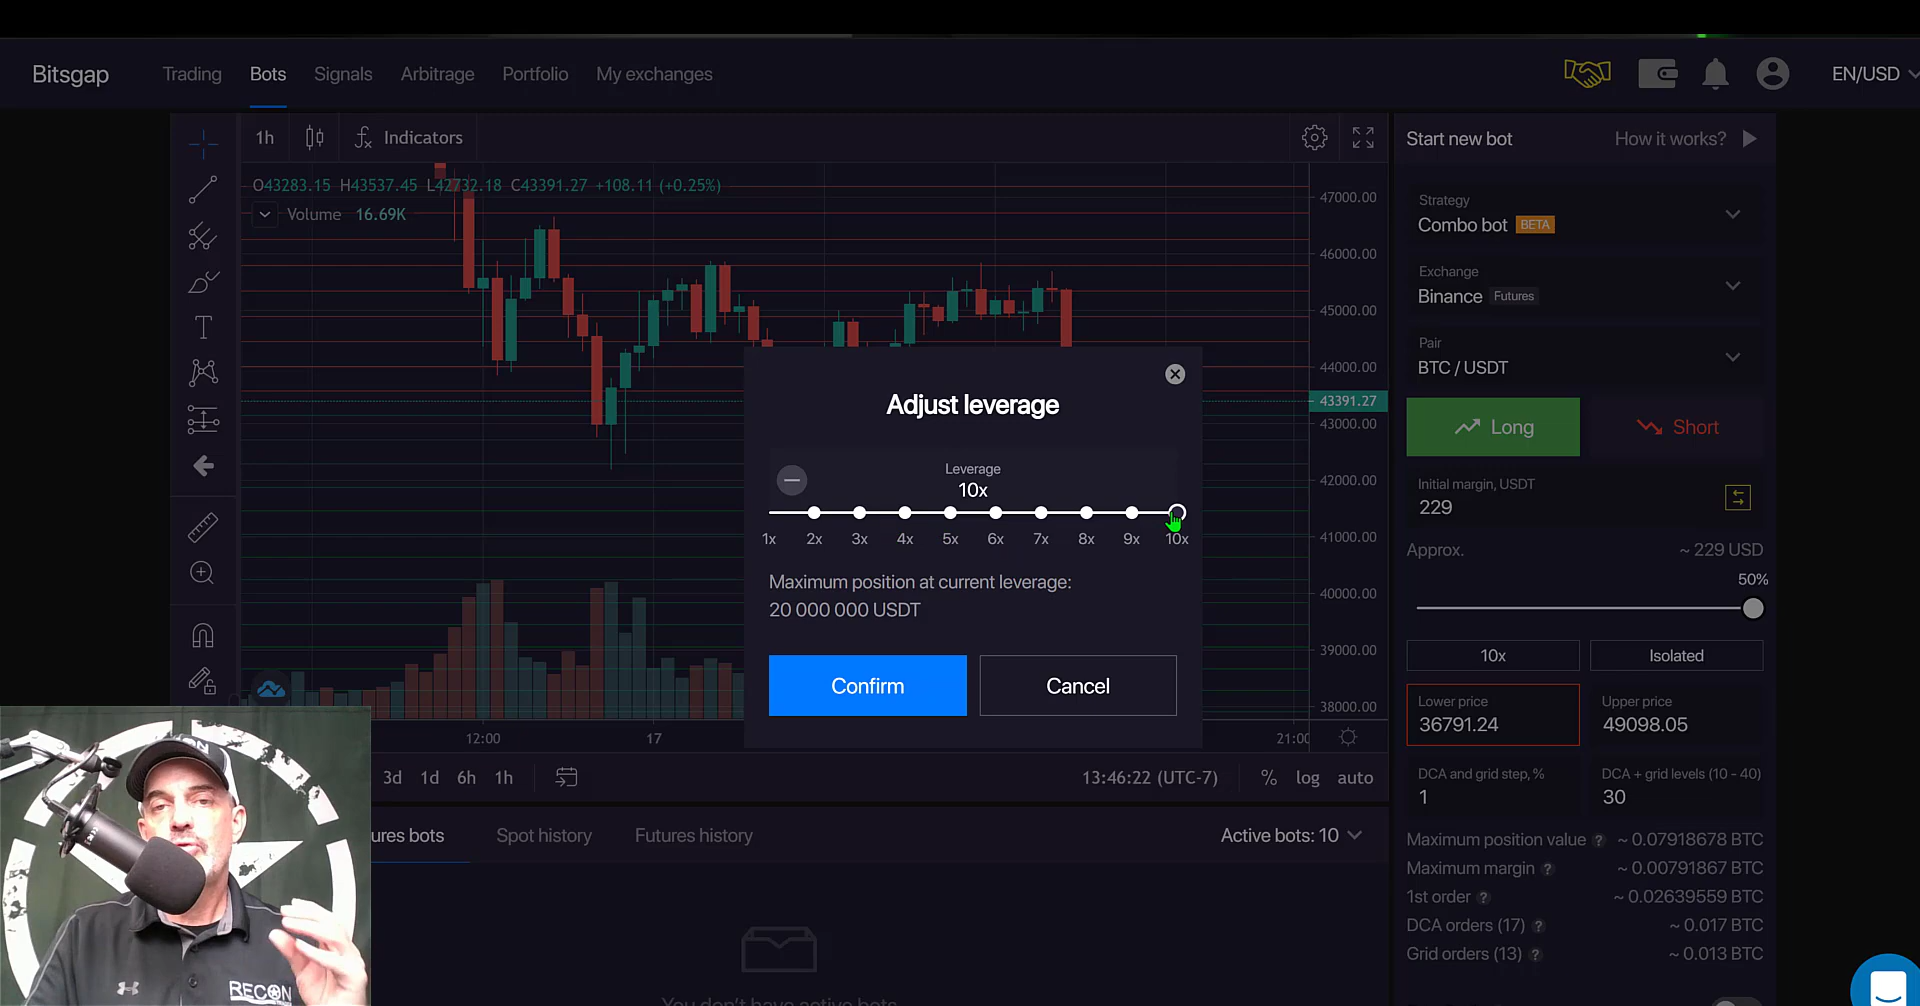 Bitsgap
Trading
Bots
Signals
Arbitrage
Portfolio
My exchanges
EN/USD
1h
Indicators
O43283.15 H43537.45 L42732.18 C43391.27 +108.11 (+0.25%)
Volume 16.69K
47000.00
46000.00
45000.00
44000.00
43391.27
43000.00
42000.00
41000.00
40000.00
39000.00
38000.00
12:00
17
21:00
Adjust leverage
Leverage
10x
1x 2x 3x 4x 5x 6x 7x 8x 9x 10x
Maximum position at current leverage:
20 000 000 USDT
Confirm
Cancel
3d 1d 6h 1h
13:46:22 (UTC-7)
% log auto
ures bots
Spot history
Futures history
Active bots: 10
You don't have active bots
Start new bot
How it works?
Strategy
Combo bot BETA
Exchange
Binance Futures
Pair
BTC / USDT
Long
Short
Initial margin, USDT
229
Approx. ~ 229 USD
50%
10x
Isolated
Lower price
36791.24
Upper price
49098.05
DCA and grid step, %
1
DCA + grid levels (10 - 40)
30
Maximum position value ? ~ 0.07918678 BTC
Maximum margin ? ~ 0.00791867 BTC
1st order ? ~ 0.02639559 BTC
DCA orders (17) ? ~ 0.017 BTC
Grid orders (13) ? ~ 0.013 BTC
RECON
RECON